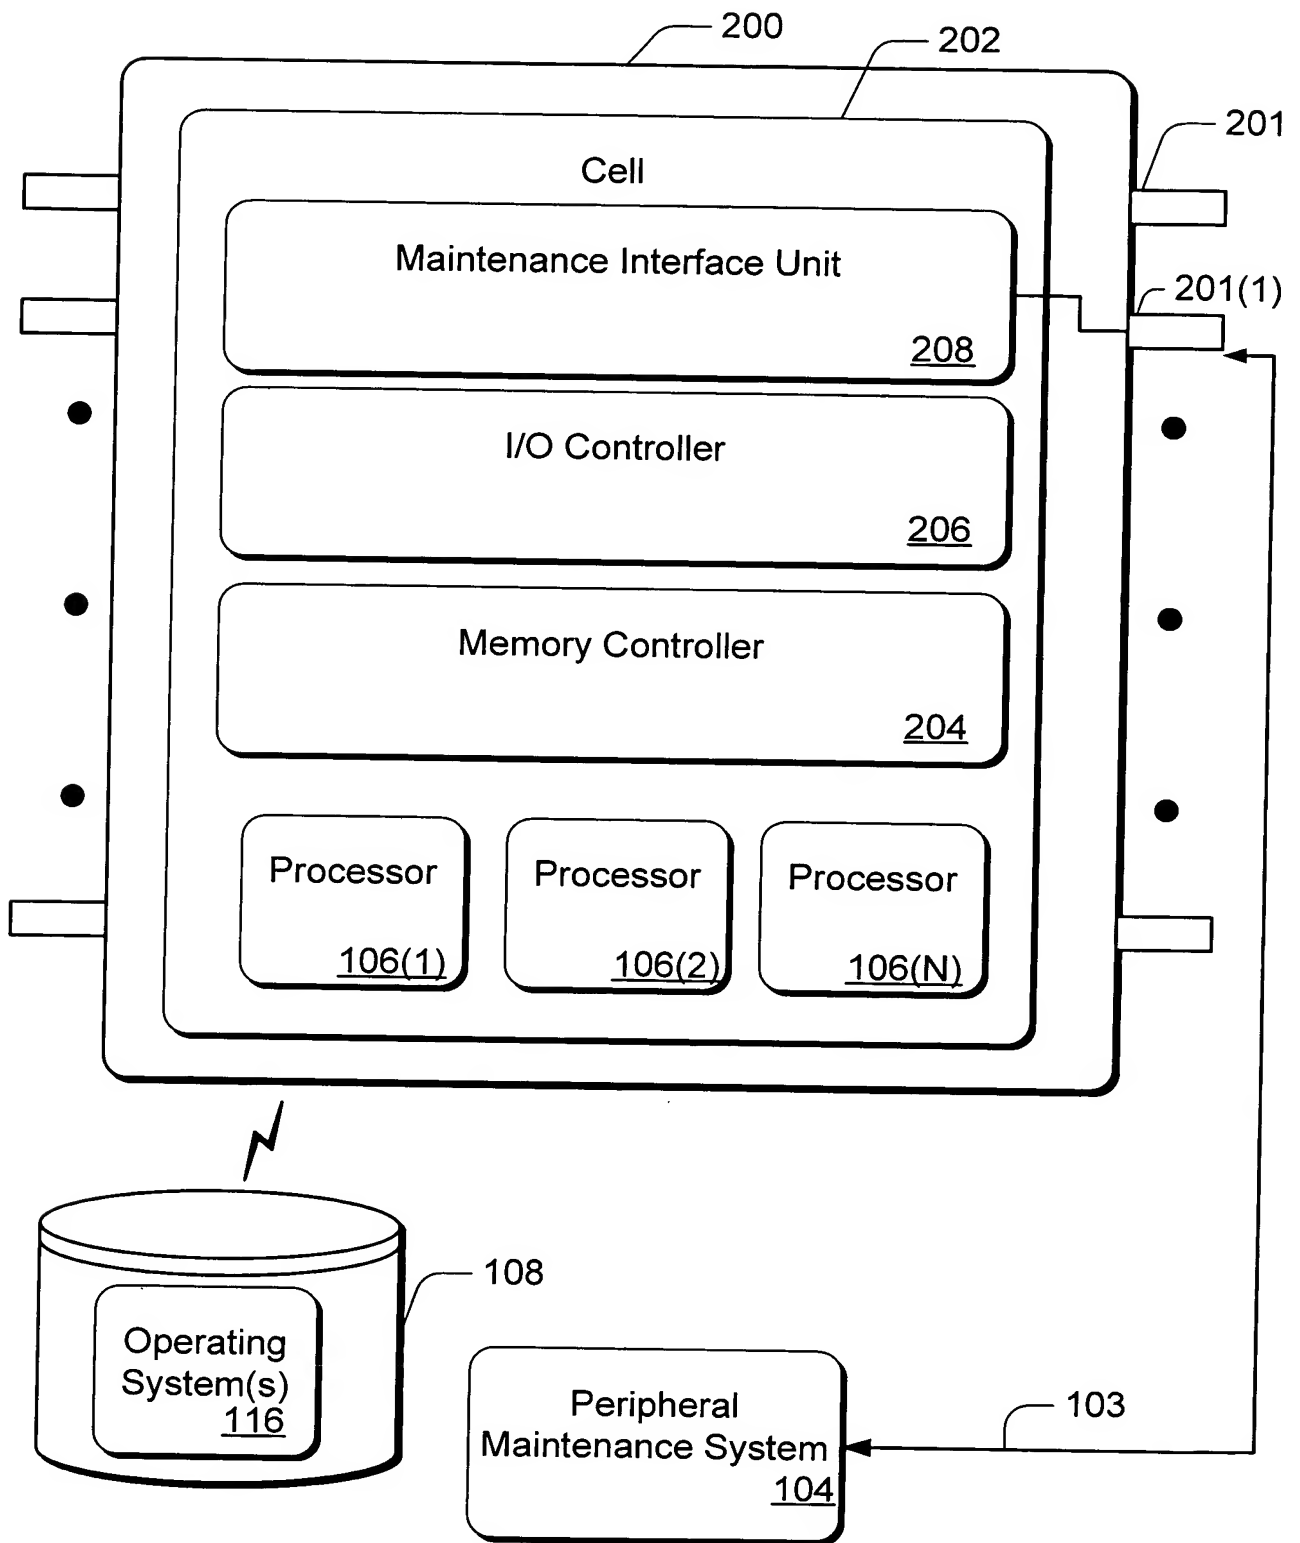 200
202
201
Cell
Maintenance Interface Unit
208
201(1)
I/O Controller
206
Memory Controller
204
Processor
106(1)
Processor
106(2)
Processor
106(N)
108
Operating
System(s)
116
Peripheral
Maintenance System
104
103